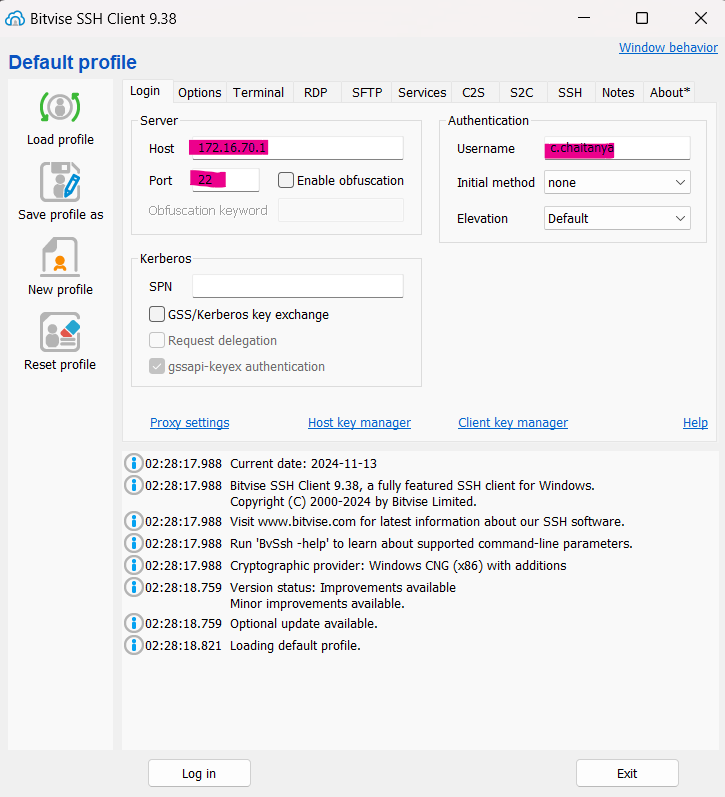 Bitvise SSH Client 9.38
Window behavior
Default profile
Load profile
Save profile as
New profile
Reset profile
Login Options Terminal RDP SFTP Services C2S S2C SSH Notes About*
Server
Host 172.16.70.1
Port 22 Enable obfuscation
Obfuscation keyword
Authentication
Username c.chaitanya
Initial method none
Elevation Default
Kerberos
SPN
GSS/Kerberos key exchange
Request delegation
gssapi-keyex authentication
Proxy settings Host key manager Client key manager Help
02:28:17.988 Current date: 2024-11-13
02:28:17.988 Bitvise SSH Client 9.38, a fully featured SSH client for Windows.
Copyright (C) 2000-2024 by Bitvise Limited.
02:28:17.988 Visit www.bitvise.com for latest information about our SSH software.
02:28:17.988 Run 'BvSsh -help' to learn about supported command-line parameters.
02:28:17.988 Cryptographic provider: Windows CNG (x86) with additions
02:28:18.759 Version status: Improvements available
Minor improvements available.
02:28:18.759 Optional update available.
02:28:18.821 Loading default profile.
Log in Exit